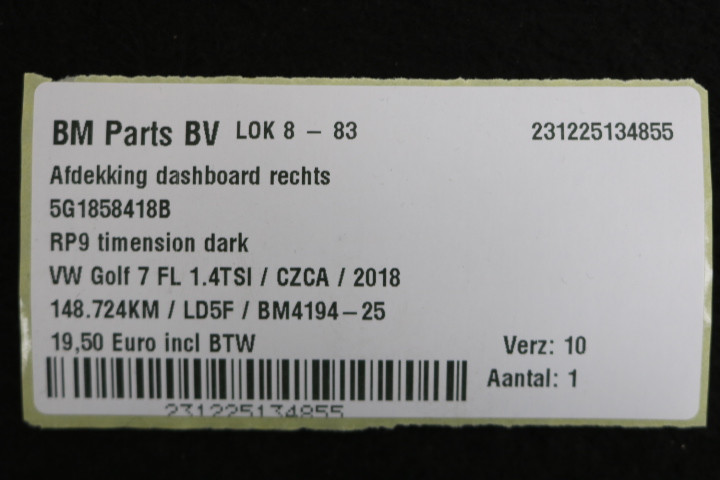 BM Parts BV LOK 8 - 83 231225134855
Afdekking dashboard rechts
5G1858418B
RP9 timension dark
VW Golf 7 FL 1.4TSI / CZCA / 2018
148.724KM / LD5F / BM4194-25
19,50 Euro incl BTW Verz: 10
Aantal: 1
231225134855